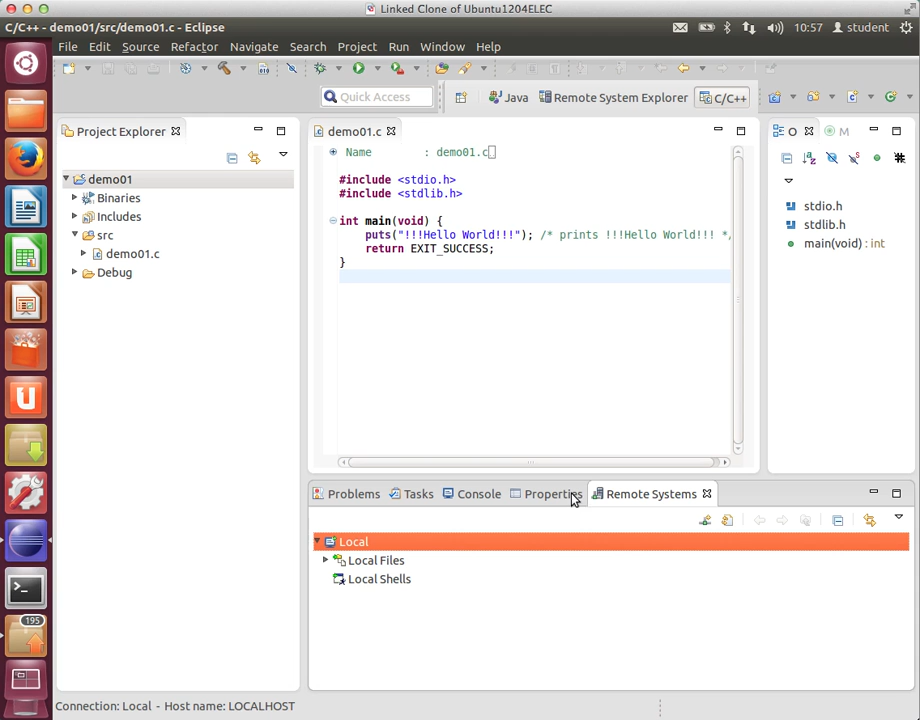 Linked Clone of Ubuntu1204ELEC
C/C++ - demo01/src/demo01.c - Eclipse
10:57
student
File Edit Source Refactor Navigate Search Project Run Window Help
010
Quick Access
Java
Remote System Explorer
C/C++
Project Explorer
demo01
Binaries
Includes
src
demo01.c
Debug
demo01.c
Name : demo01.c
#include <stdio.h>
#include <stdlib.h>
int main(void) {
puts("!!!Hello World!!!"); /* prints !!!Hello World!!! *,
return EXIT_SUCCESS;
}
O
M
stdio.h
stdlib.h
main(void) : int
Problems
Tasks
Console
Properties
Remote Systems
Local
Local Files
Local Shells
195
Connection: Local - Host name: LOCALHOST